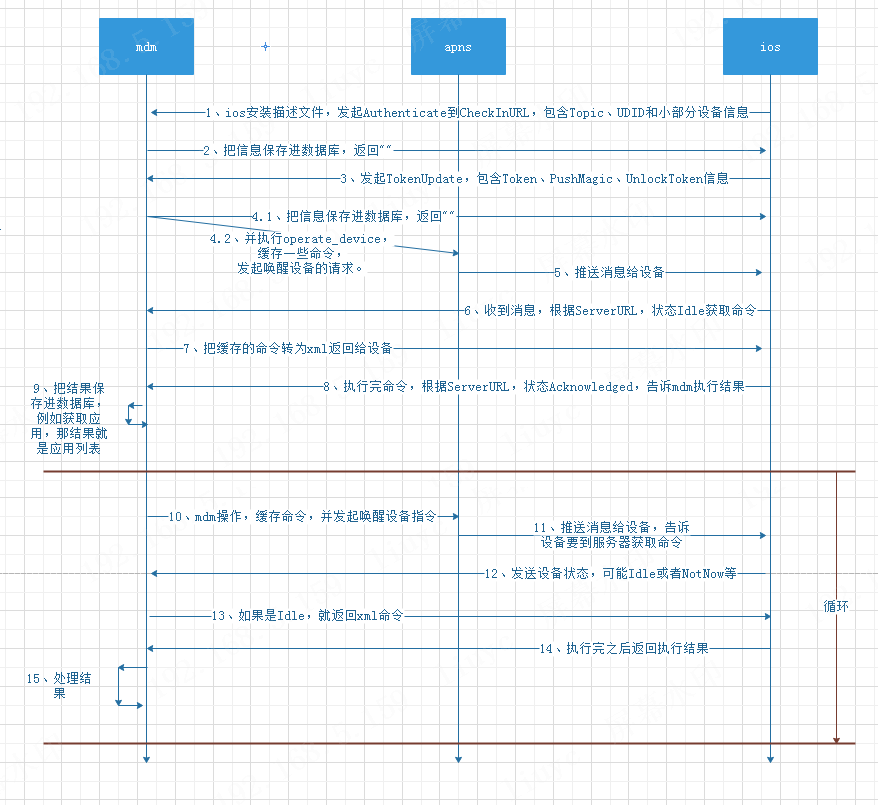 mdm
apns
ios
1、ios安装描述文件，发起Authenticate到CheckInURL，包含Topic、UDID和小部分设备信息
2、把信息保存进数据库，返回""
3、发起TokenUpdate，包含Token、PushMagic、UnlockToken信息
4.1、把信息保存进数据库，返回""
4.2、并执行operate_device，
缓存一些命令，
发起唤醒设备的请求。
5、推送消息给设备
6、收到消息，根据ServerURL，状态Idle获取命令
7、把缓存的命令转为xml返回给设备
8、执行完命令，根据ServerURL，状态Acknowledged，告诉mdm执行结果
9、把结果保
存进数据库，
例如获取应
用，那结果就
是应用列表
10、mdm操作，缓存命令，并发起唤醒设备指令
11、推送消息给设备，告诉
设备要到服务器获取命令
12、发送设备状态，可能Idle或者NotNow等
循环
13、如果是Idle，就返回xml命令
14、执行完之后返回执行结果
15、处理结
果